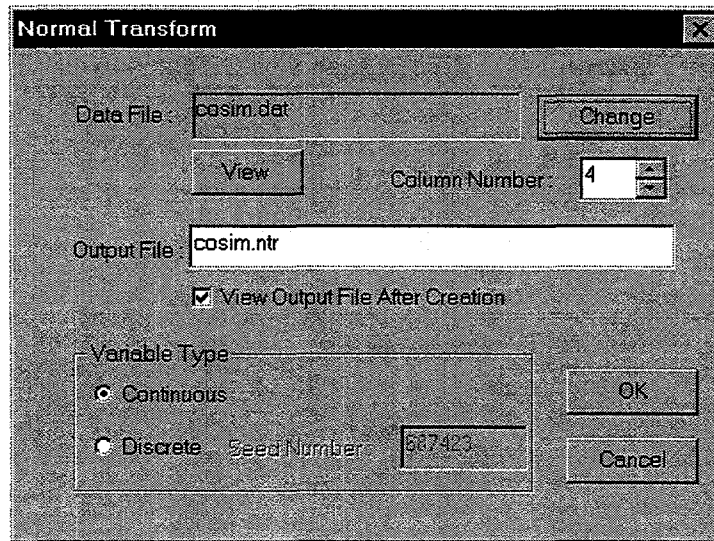 Normal Transform
Data File : cosim.dat Change
View Column Number : 4
Output File : cosim.ntr
View Output File After Creation
Variable Type
Continuous
Discrete Seed Number : 687423
OK
Cancel